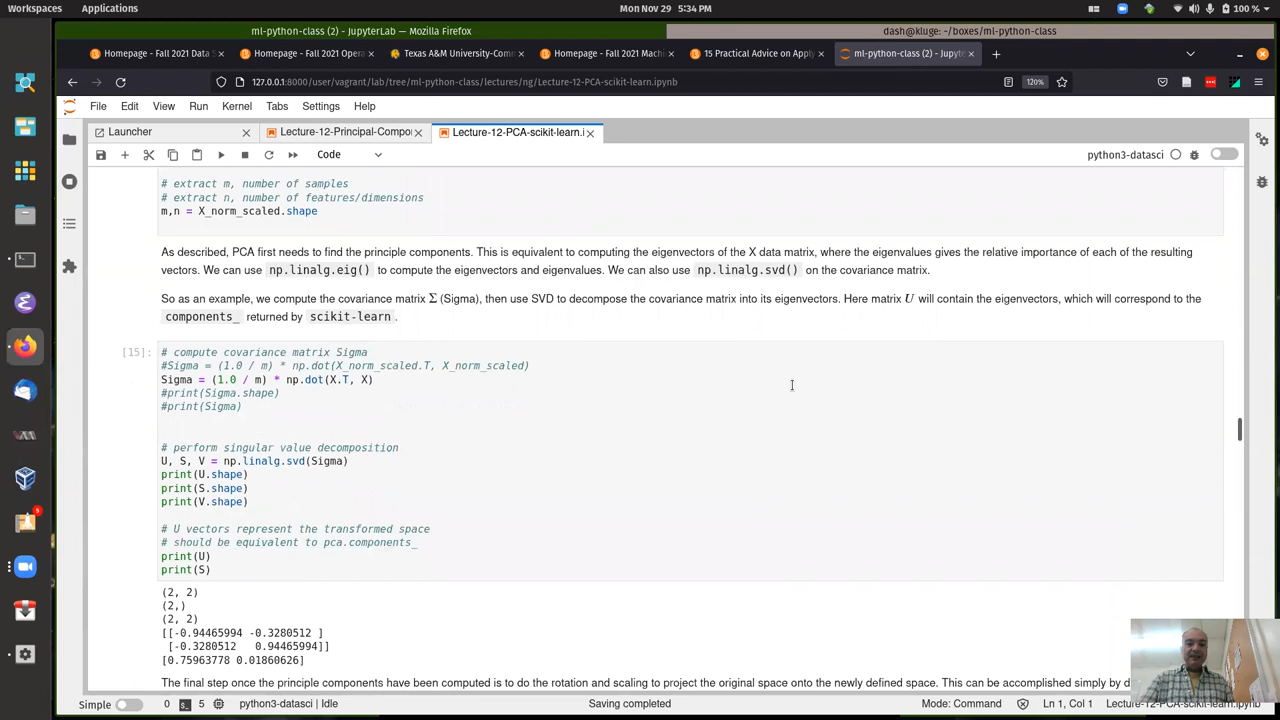 Workspaces Applications Mon Nov 29 5:34 PM 100 %
ml-python-class (2) - JupyterLab — Mozilla Firefox dash@kluge: ~/boxes/ml-python-class
Homepage - Fall 2021 Data S Homepage - Fall 2021 Opera Texas A&M University-Comm Homepage - Fall 2021 Machi 15 Practical Advice on Apply ml-python-class (2) - Jupyte
127.0.0.1:8000/user/vagrant/lab/tree/ml-python-class/lectures/ng/Lecture-12-PCA-scikit-learn.ipynb 120%
File Edit View Run Kernel Tabs Settings Help
Launcher Lecture-12-Principal-Compo Lecture-12-PCA-scikit-learn.i
Code python3-datasci
# extract m, number of samples
# extract n, number of features/dimensions
m,n = X_norm_scaled.shape
As described, PCA first needs to find the principle components. This is equivalent to computing the eigenvectors of the X data matrix, where the eigenvalues gives the relative importance of each of the resulting
vectors. We can use np.linalg.eig() to compute the eigenvectors and eigenvalues. We can also use np.linalg.svd() on the covariance matrix.
So as an example, we compute the covariance matrix Σ (Sigma), then use SVD to decompose the covariance matrix into its eigenvectors. Here matrix U will contain the eigenvectors, which will correspond to the
components_ returned by scikit-learn.
[15]: # compute covariance matrix Sigma
#Sigma = (1.0 / m) * np.dot(X_norm_scaled.T, X_norm_scaled)
Sigma = (1.0 / m) * np.dot(X.T, X)
#print(Sigma.shape)
#print(Sigma)
# perform singular value decomposition
U, S, V = np.linalg.svd(Sigma)
print(U.shape)
print(S.shape)
print(V.shape)
# U vectors represent the transformed space
# should be equivalent to pca.components_
print(U)
print(S)
(2, 2)
(2,)
(2, 2)
[[-0.94465994 -0.3280512 ]
[-0.3280512 0.94465994]]
[0.75963778 0.01860626]
The final step once the principle components have been computed is to do the rotation and scaling to project the original space onto the newly defined space. This can be accomplished simply by d
5
Simple 0 5 python3-datasci | Idle Saving completed Mode: Command Ln 1, Col 1 Lecture-12-PCA-scikit-learn.ipynb